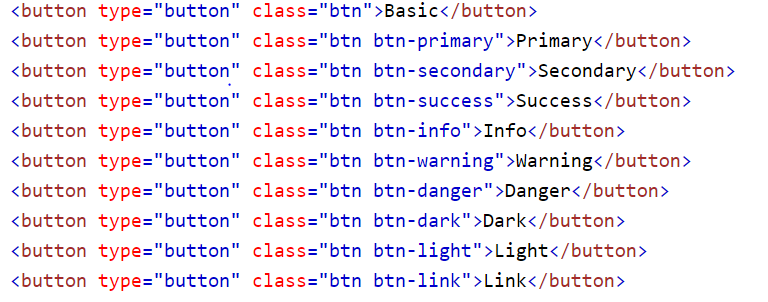 <button type="button" class="btn">Basic</button>
<button type="button" class="btn btn-primary">Primary</button>
<button type="button" class="btn btn-secondary">Secondary</button>
<button type="button" class="btn btn-success">Success</button>
<button type="button" class="btn btn-info">Info</button>
<button type="button" class="btn btn-warning">Warning</button>
<button type="button" class="btn btn-danger">Danger</button>
<button type="button" class="btn btn-dark">Dark</button>
<button type="button" class="btn btn-light">Light</button>
<button type="button" class="btn btn-link">Link</button>